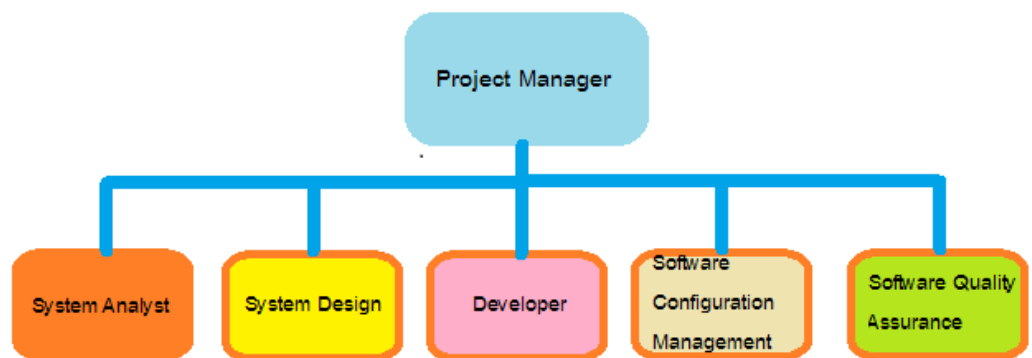 Project Manager
System Analyst
System Design
Developer
Software
Configuration
Management
Software Quality
Assurance